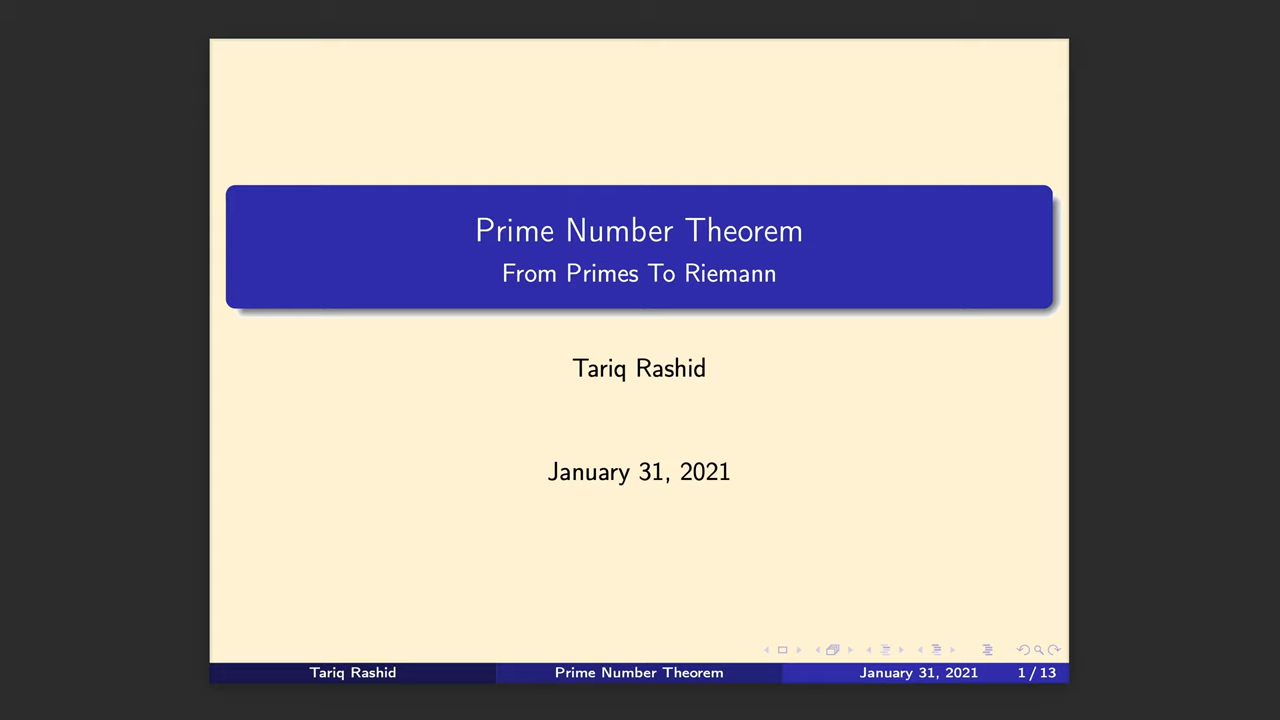 Prime Number Theorem
From Primes To Riemann
Tariq Rashid
January 31, 2021
Tariq Rashid Prime Number Theorem January 31, 2021 1 / 13